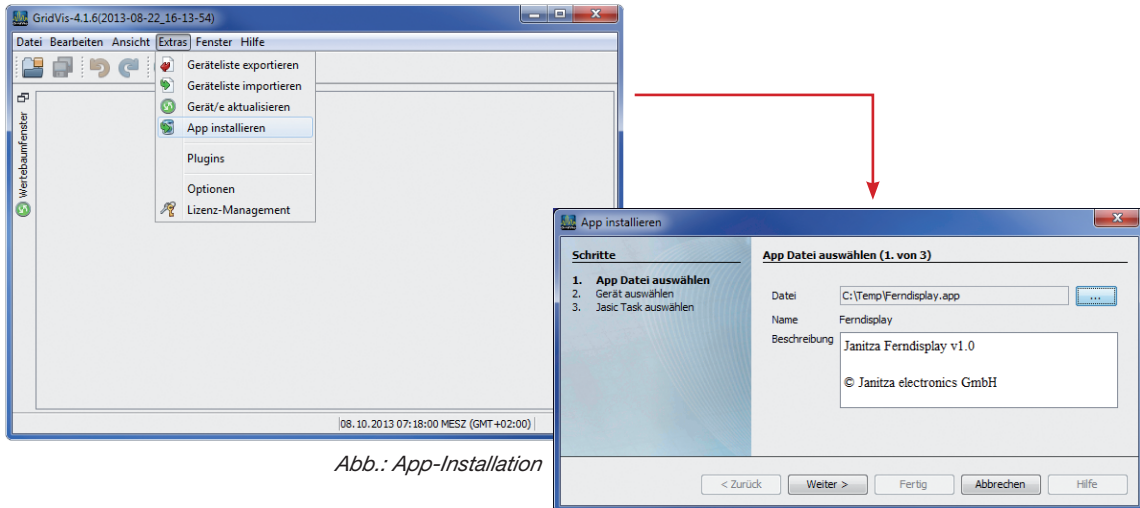 GridVis-4.1.6(2013-08-22_16-13-54)
Datei Bearbeiten Ansicht Extras Fenster Hilfe
Geräteliste exportieren
Geräteliste importieren
Gerät/e aktualisieren
App installieren
Plugins
Optionen
Lizenz-Management
Wertebaumfenster
08.10.2013 07:18:00 MESZ (GMT+02:00)
Abb.: App-Installation
App installieren
Schritte
1. App Datei auswählen
2. Gerät auswählen
3. Jasic Task auswählen
App Datei auswählen (1. von 3)
Datei C:\Temp\Ferndisplay.app ...
Name Ferndisplay
Beschreibung Janitza Ferndisplay v1.0
© Janitza electronics GmbH
< Zurück Weiter > Fertig Abbrechen Hilfe